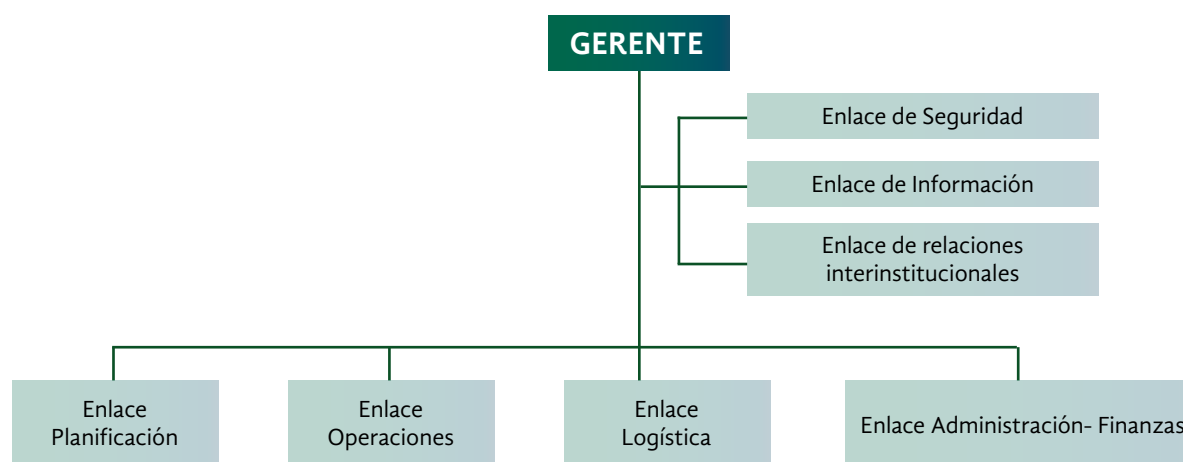 GERENTE
Enlace de Seguridad
Enlace de Información
Enlace de relaciones
interinstitucionales
Enlace
Planificación
Enlace
Operaciones
Enlace
Logística
Enlace Administración- Finanzas